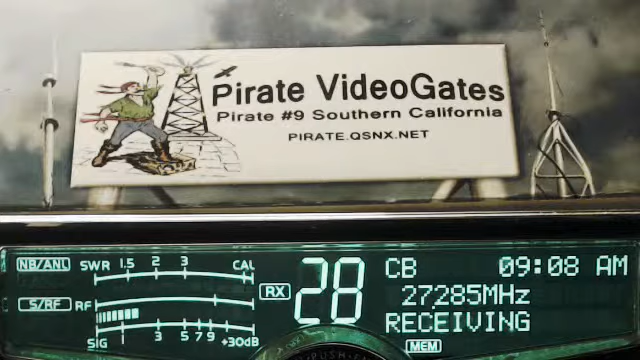 Pirate VideoGates
Pirate #9 Southern California
PIRATE.QSNX.NET
NB/ANL SWR 1.5 2 3 CAL
S/RF RF
SIG 1 3 5 7 9 +30dB
RX 28
CB 09:08 AM
27285MHz
RECEIVING
MEM